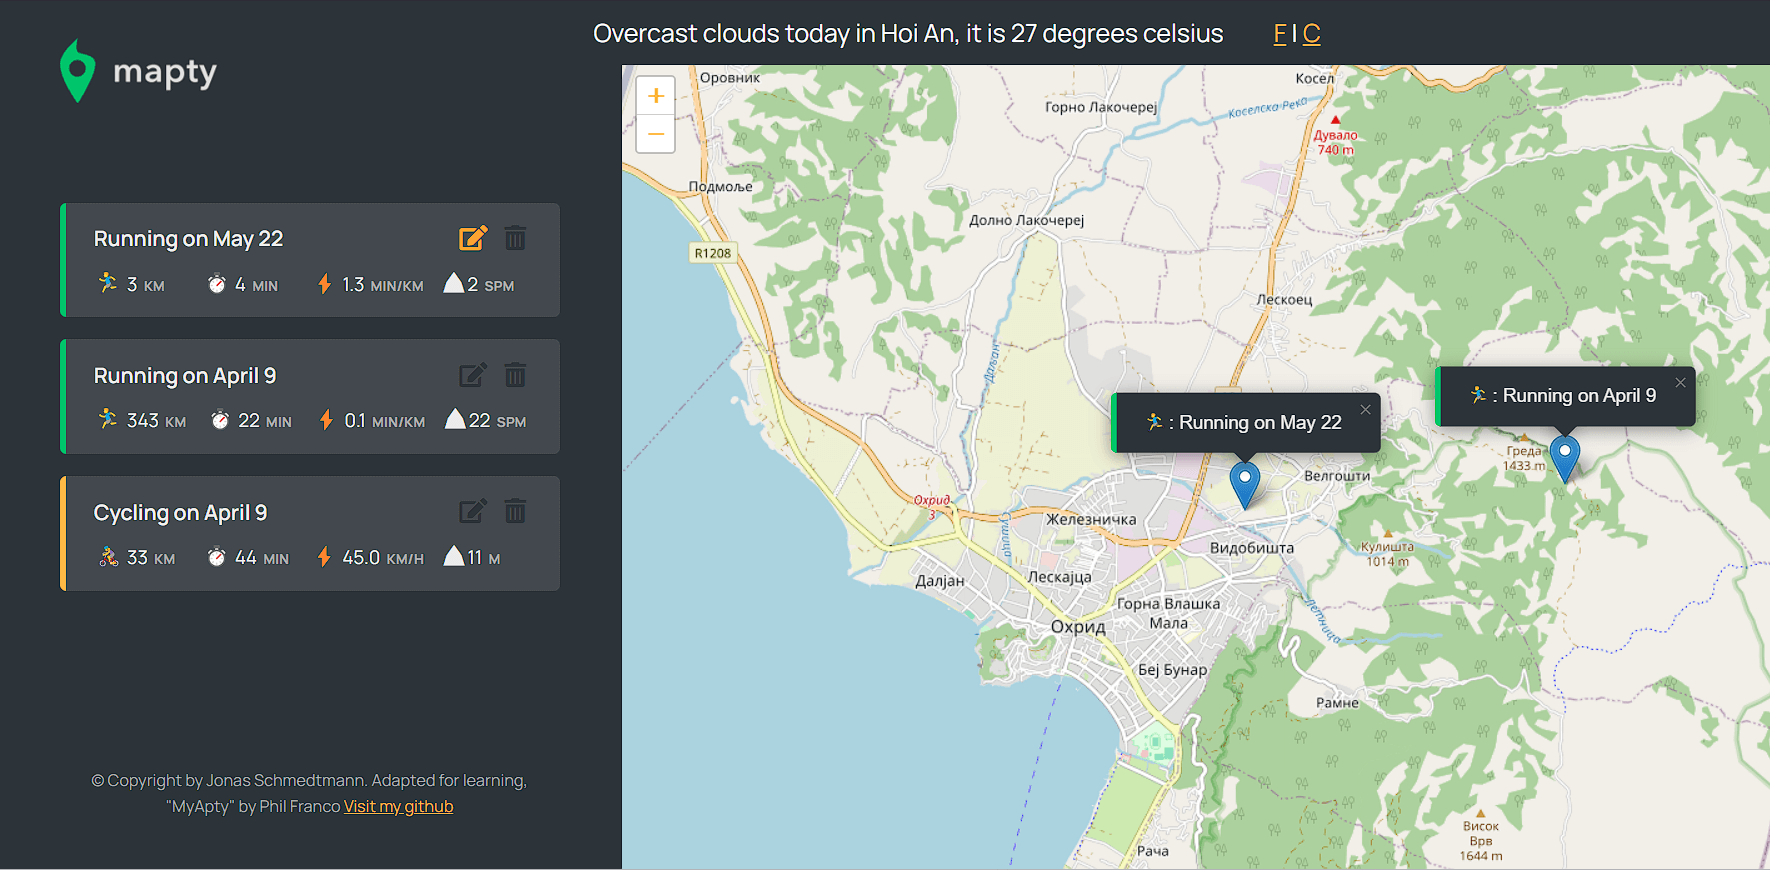 mapty
Overcast clouds today in Hoi An, it is 27 degrees celsius F | C
Running on May 22
3 KM 4 MIN 1.3 MIN/KM 2 SPM
Running on April 9
343 KM 22 MIN 0.1 MIN/KM 22 SPM
Cycling on April 9
33 KM 44 MIN 45.0 KM/H 11 M
© Copyright by Jonas Schmedtmann. Adapted for learning,
"MyApty" by Phil Franco Visit my github
+
−
Оровник
Косел
Горно Лакочереј
Коселска Река
Дувало
740 m
Подмоље
Долно Лакочереј
R1208
Лескоец
Даљан
: Running on April 9 ×
: Running on May 22 ×
Греда
1433 m
Велгошти
Охрид
3
Сушица
Железничка
Видобишта
Кулишта
1014 m
Далјан
Лескајца
Горна Влашка
Мала
Летница
Охрид
Беј Бунар
Рамне
Висок
Врв
1644 m
Рача